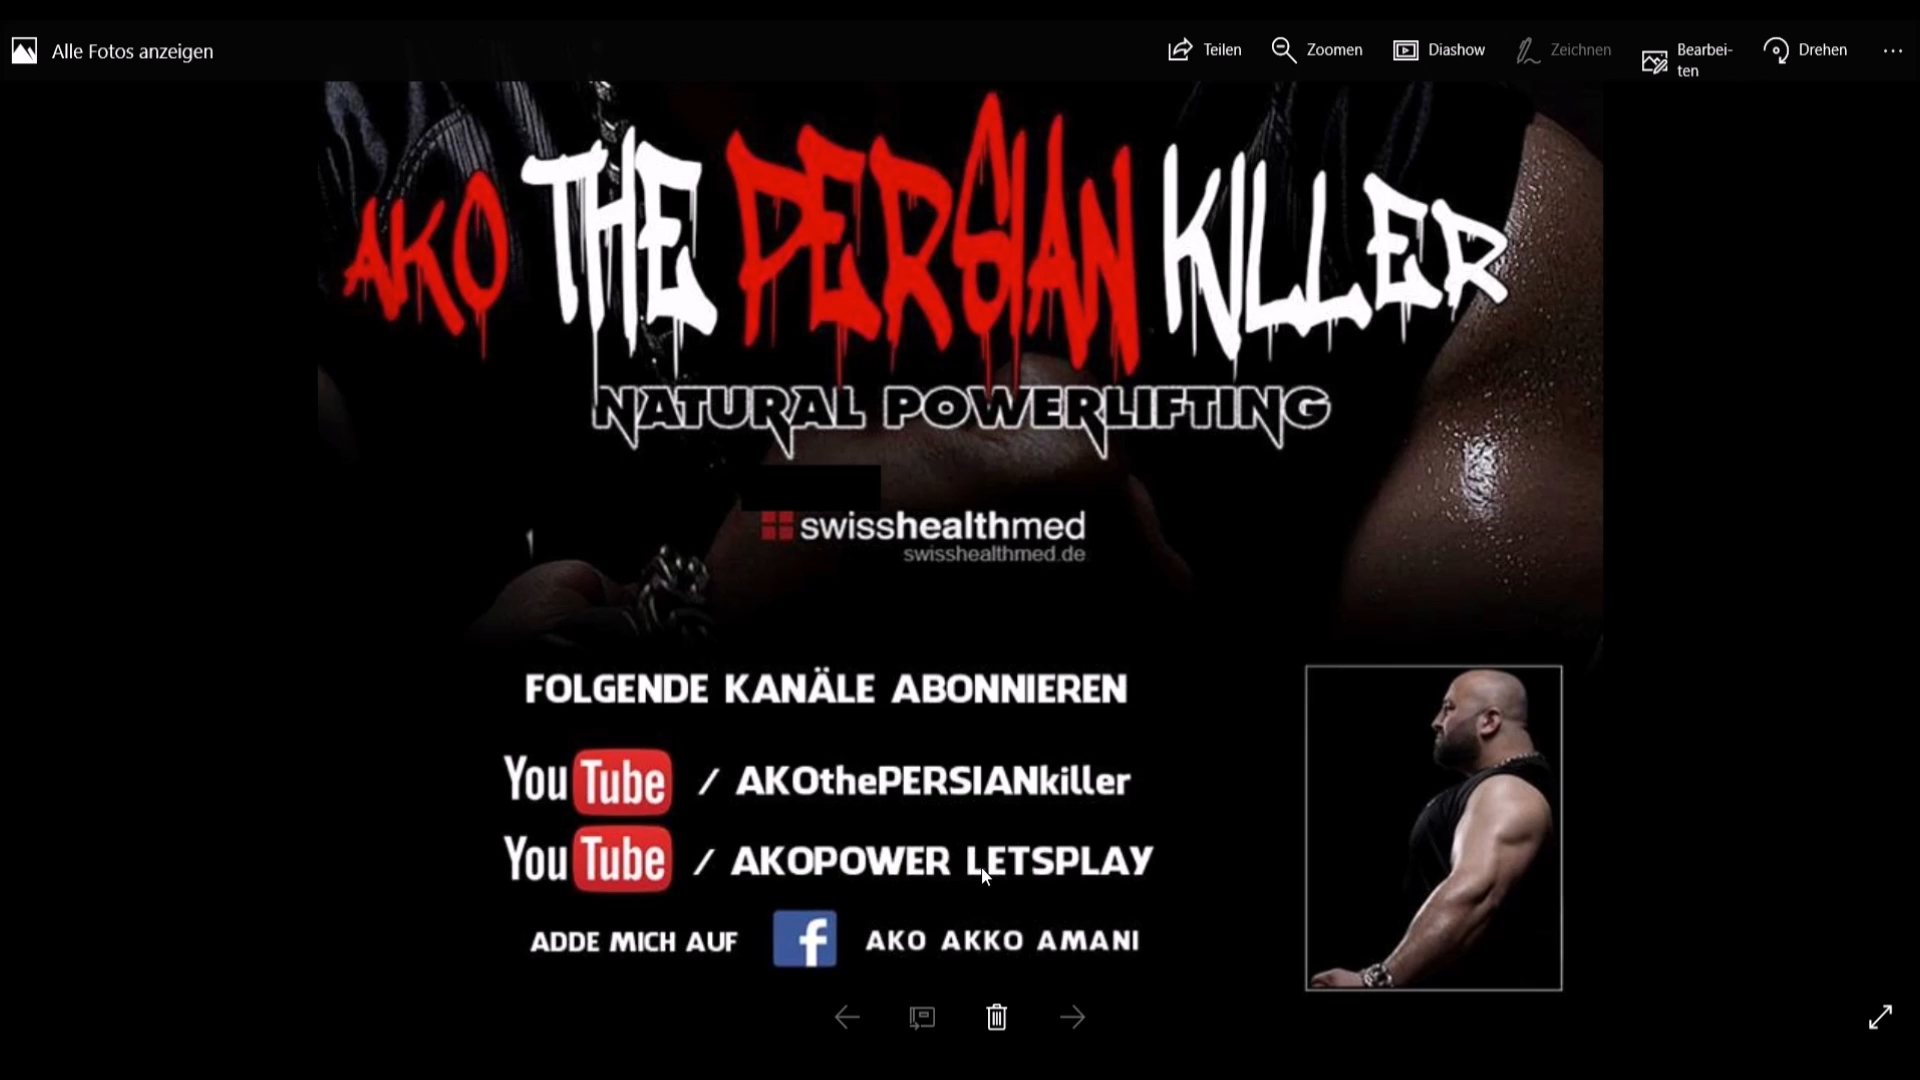 Alle Fotos anzeigen
Teilen
Zoomen
Diashow
Zeichnen
Bearbei-
ten
Drehen
AKO THE PERSIAN KILLER
NATURAL POWERLIFTING
swisshealthmed
swisshealthmed.de
FOLGENDE KANÄLE ABONNIEREN
YouTube / AKOthePERSIANkiller
YouTube / AKOPOWER LETSPLAY
ADDE MICH AUF f AKO AKKO AMANI